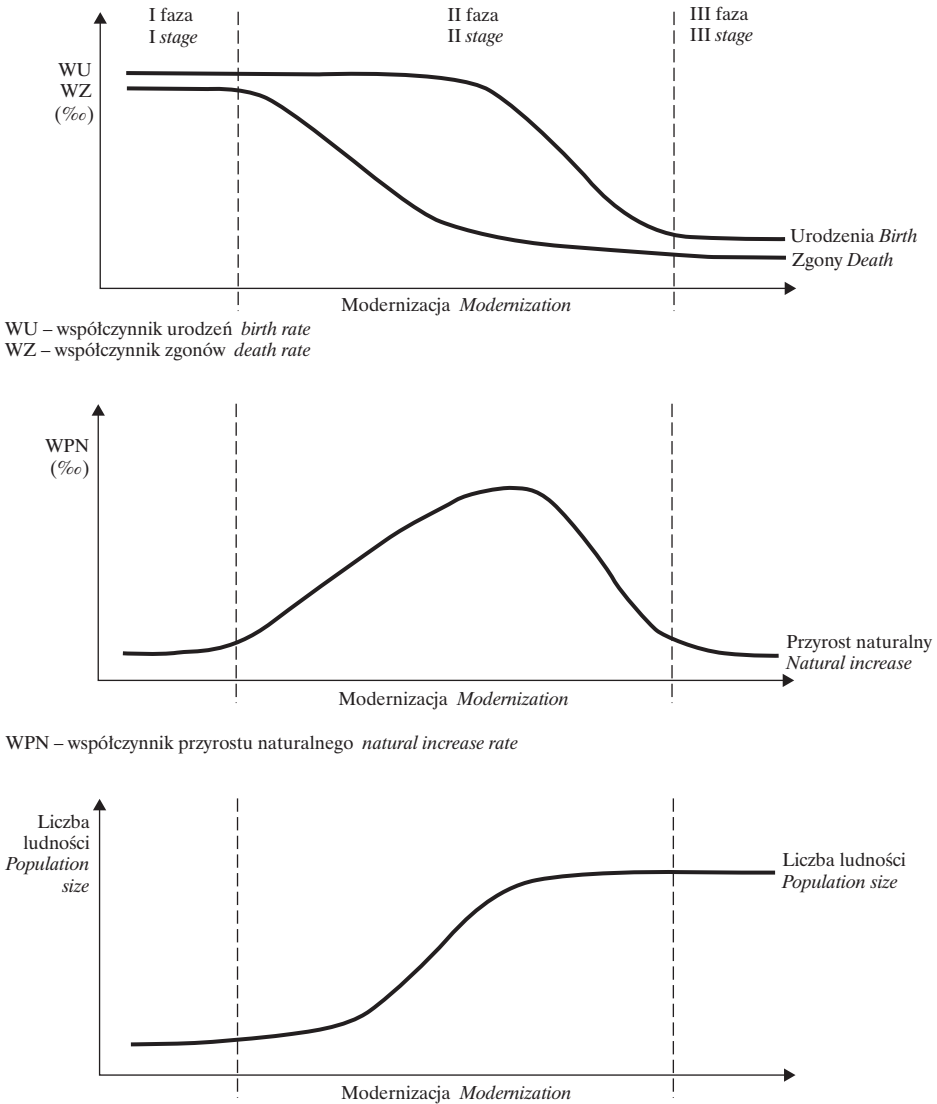 I faza
I stage
II faza
II stage
III faza
III stage
WU
WZ
(‰)
Urodzenia Birth
Zgony Death
Modernizacja Modernization
WU – współczynnik urodzeń birth rate
WZ – współczynnik zgonów death rate
WPN
(‰)
Przyrost naturalny
Natural increase
Modernizacja Modernization
WPN – współczynnik przyrostu naturalnego natural increase rate
Liczba
ludności
Population
size
Liczba ludności
Population size
Modernizacja Modernization